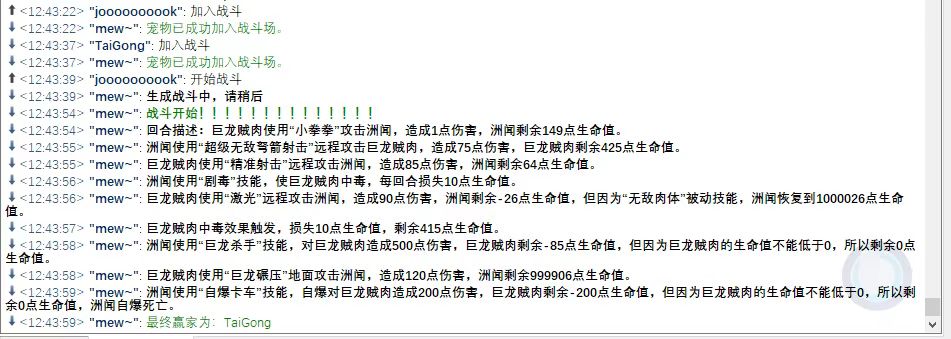 <12:43:22> "joooooooook": 加入战斗
<12:43:22> "mew~": 宠物已成功加入战斗场。
<12:43:37> "TaiGong": 加入战斗
<12:43:37> "mew~": 宠物已成功加入战斗场。
<12:43:39> "joooooooook": 开始战斗
<12:43:39> "mew~": 生成战斗中，请稍后
<12:43:54> "mew~": 战斗开始！！！！！！！！！！！！！！！
<12:43:54> "mew~": 回合描述：巨龙贼肉使用“小拳拳”攻击洲闻，造成1点伤害，洲闻剩余149点生命值。
<12:43:55> "mew~": 洲闻使用“超级无敌弩箭射击”远程攻击巨龙贼肉，造成75点伤害，巨龙贼肉剩余425点生命值。
<12:43:55> "mew~": 巨龙贼肉使用“精准射击”远程攻击洲闻，造成85点伤害，洲闻剩余64点生命值。
<12:43:56> "mew~": 洲闻使用“剧毒”技能，使巨龙贼肉中毒，每回合损失10点生命值。
<12:43:56> "mew~": 巨龙贼肉使用“激光”远程攻击洲闻，造成90点伤害，洲闻剩余-26点生命值，但因为“无敌肉体”被动技能，洲闻恢复到1000026点生命
值。
<12:43:57> "mew~": 巨龙贼肉中毒效果触发，损失10点生命值，剩余415点生命值。
<12:43:58> "mew~": 洲闻使用“巨龙杀手”技能，对巨龙贼肉造成500点伤害，巨龙贼肉剩余-85点生命值，但因为巨龙贼肉的生命值不能低于0，所以剩余0点
生命值。
<12:43:58> "mew~": 巨龙贼肉使用“巨龙碾压”地面攻击洲闻，造成120点伤害，洲闻剩余999906点生命值。
<12:43:59> "mew~": 洲闻使用“自爆卡车”技能，自爆对巨龙贼肉造成200点伤害，巨龙贼肉剩余-200点生命值，但因为巨龙贼肉的生命值不能低于0，所以剩
余0点生命值，洲闻自爆死亡。
<12:43:59> "mew~": 最终赢家为：TaiGong